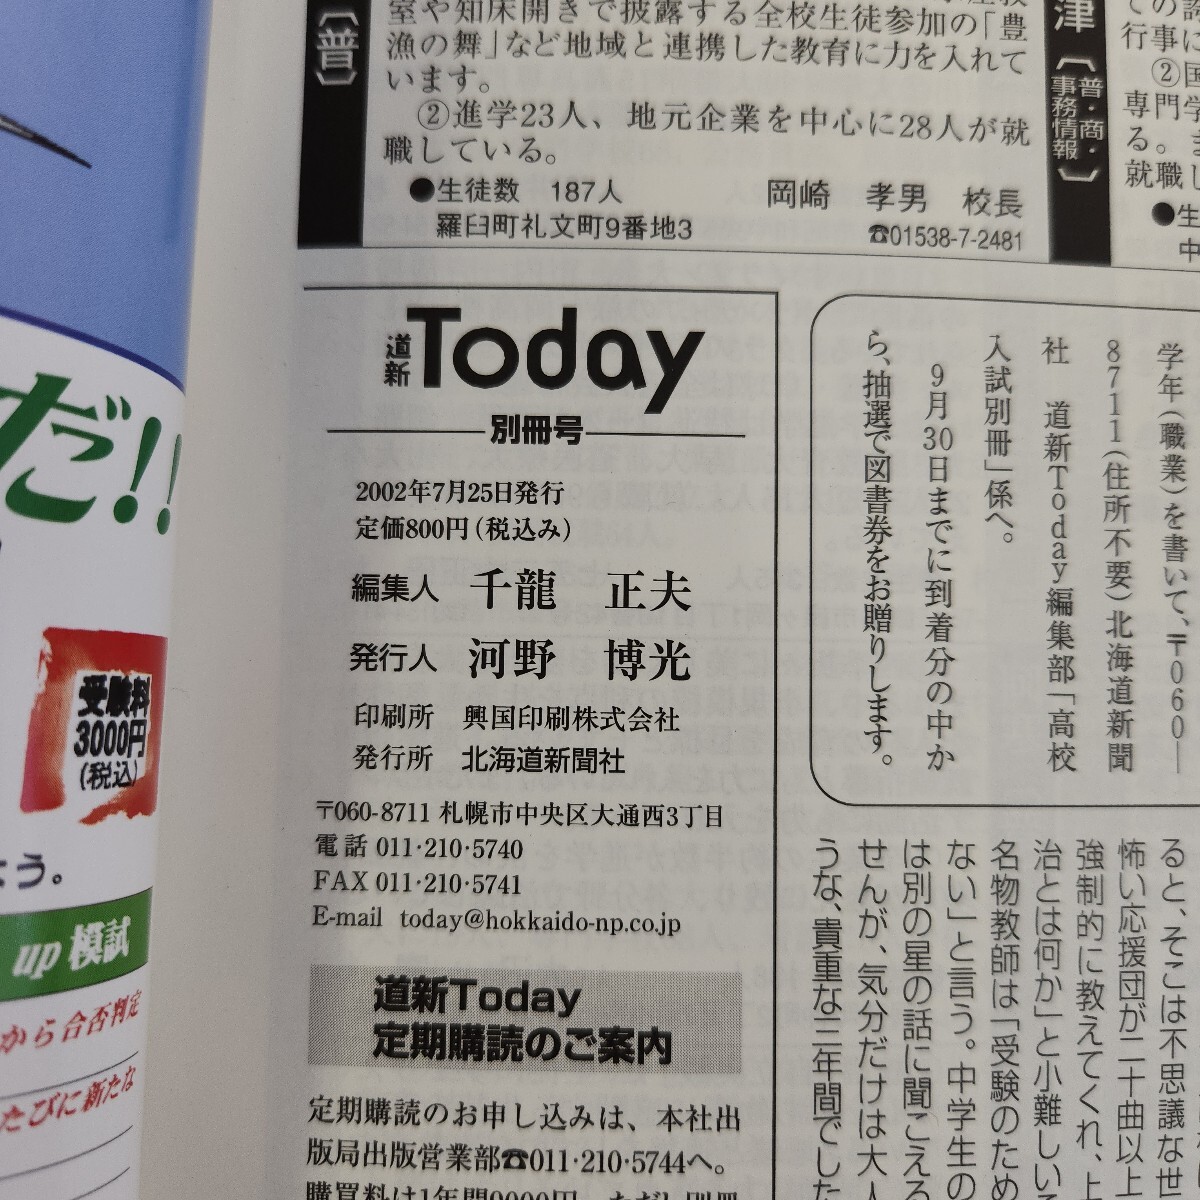 〔普〕
室や知床開きで披露する全校生徒参加の「豊
漁の舞」など地域と連携した教育に力を入れて
います。
②進学23人、地元企業を中心に28人が就
職している。
●生徒数 187人 岡崎 孝男 校長
羅臼町礼文町9番地3 ☎01538-7-2481
津〔普・商・事務情報〕
行事に
②国
専門学
る。ま
就職し
●生
中
道新Today
別冊号
2002年7月25日発行
定価800円(税込み)
編集人 千龍 正夫
発行人 河野 博光
印刷所 興国印刷株式会社
発行所 北海道新聞社
〒060-8711 札幌市中央区大通西3丁目
電話 011・210・5740
FAX 011・210・5741
E-mail today@hokkaido-np.co.jp
道新Today
定期購読のご案内
定期購読のお申し込みは、本社出
版局出版営業部☎011・210・5744へ。
学年(職業)を書いて、〒060―
8711(住所不要)北海道新聞
社 道新Today編集部「高校
入試別冊」係へ。
9月30日までに到着分の中か
ら、抽選で図書券をお贈りします。
ると、そこは不思議な世
怖い応援団が二十曲以上
強制的に教えてくれ、上
治とは何か」と小難しい
名物教師は「受験のため
ない」と言う。中学生の
は別の星の話に聞こえる
せんが、気分だけは大人
うな、貴重な三年間でした
だ!!
受験料
3000円
(税込)
よう。
up 模試
から合否判定
たびに新たな